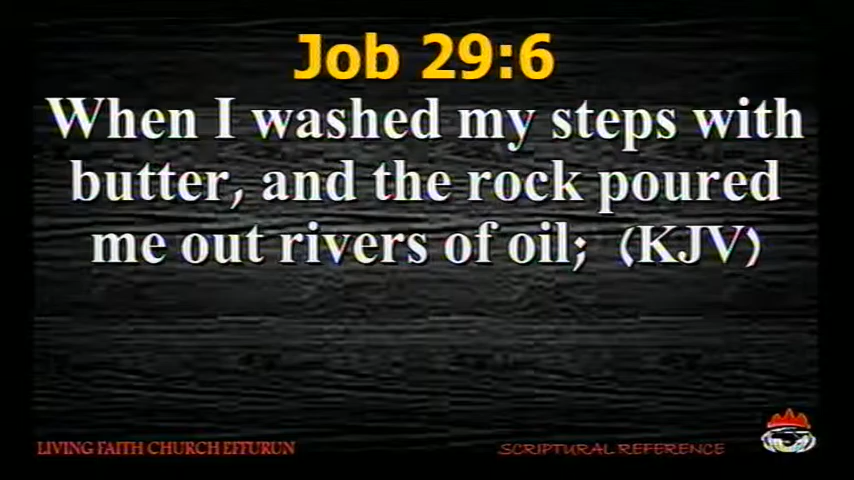 Job 29:6
When I washed my steps with
butter, and the rock poured
me out rivers of oil; (KJV)
LIVING FAITH CHURCH EFFURUN
SCRIPTURAL REFERENCE